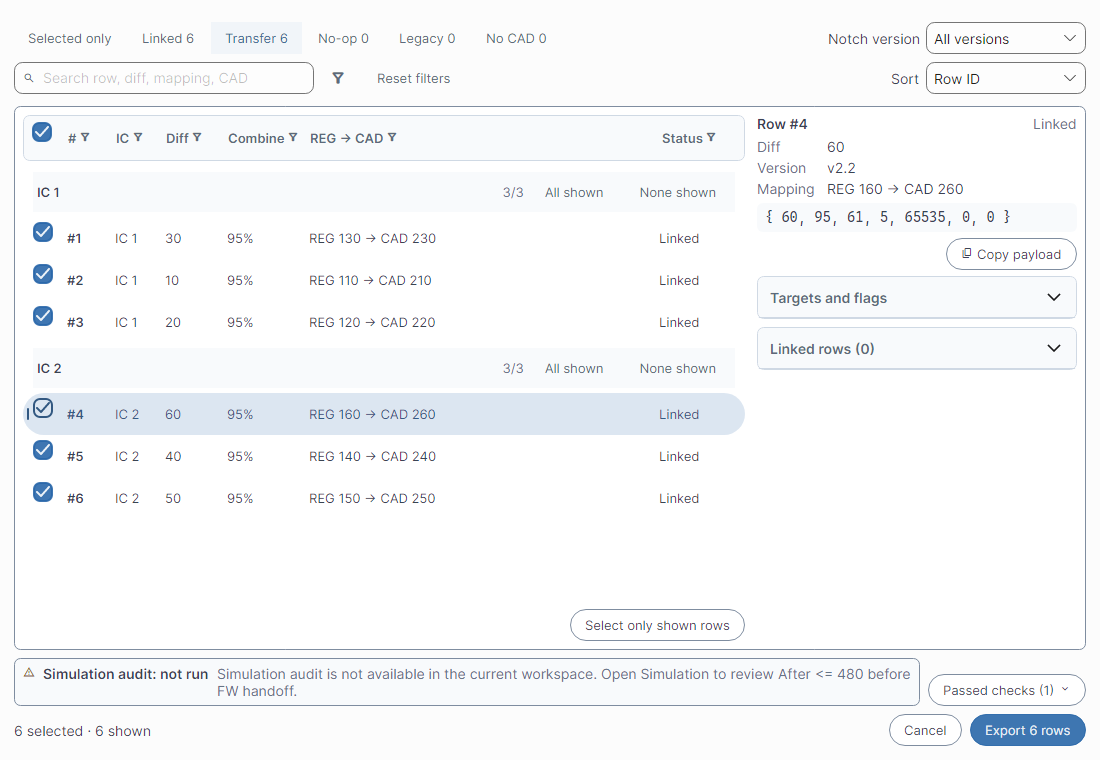 Selected only Linked 6 Transfer 6 No-op 0 Legacy 0 No CAD 0
Notch version All versions
Search row, diff, mapping, CAD Reset filters
Sort Row ID
# IC Diff Combine REG → CAD Status
IC 1 3/3 All shown None shown
#1 IC 1 30 95% REG 130 → CAD 230 Linked
#2 IC 1 10 95% REG 110 → CAD 210 Linked
#3 IC 1 20 95% REG 120 → CAD 220 Linked
IC 2 3/3 All shown None shown
#4 IC 2 60 95% REG 160 → CAD 260 Linked
#5 IC 2 40 95% REG 140 → CAD 240 Linked
#6 IC 2 50 95% REG 150 → CAD 250 Linked
Select only shown rows
Row #4 Linked
Diff 60
Version v2.2
Mapping REG 160 → CAD 260
{ 60, 95, 61, 5, 65535, 0, 0 }
Copy payload
Targets and flags
Linked rows (0)
Simulation audit: not run Simulation audit is not available in the current workspace. Open Simulation to review After <= 480 before
FW handoff.
Passed checks (1)
6 selected · 6 shown
Cancel Export 6 rows